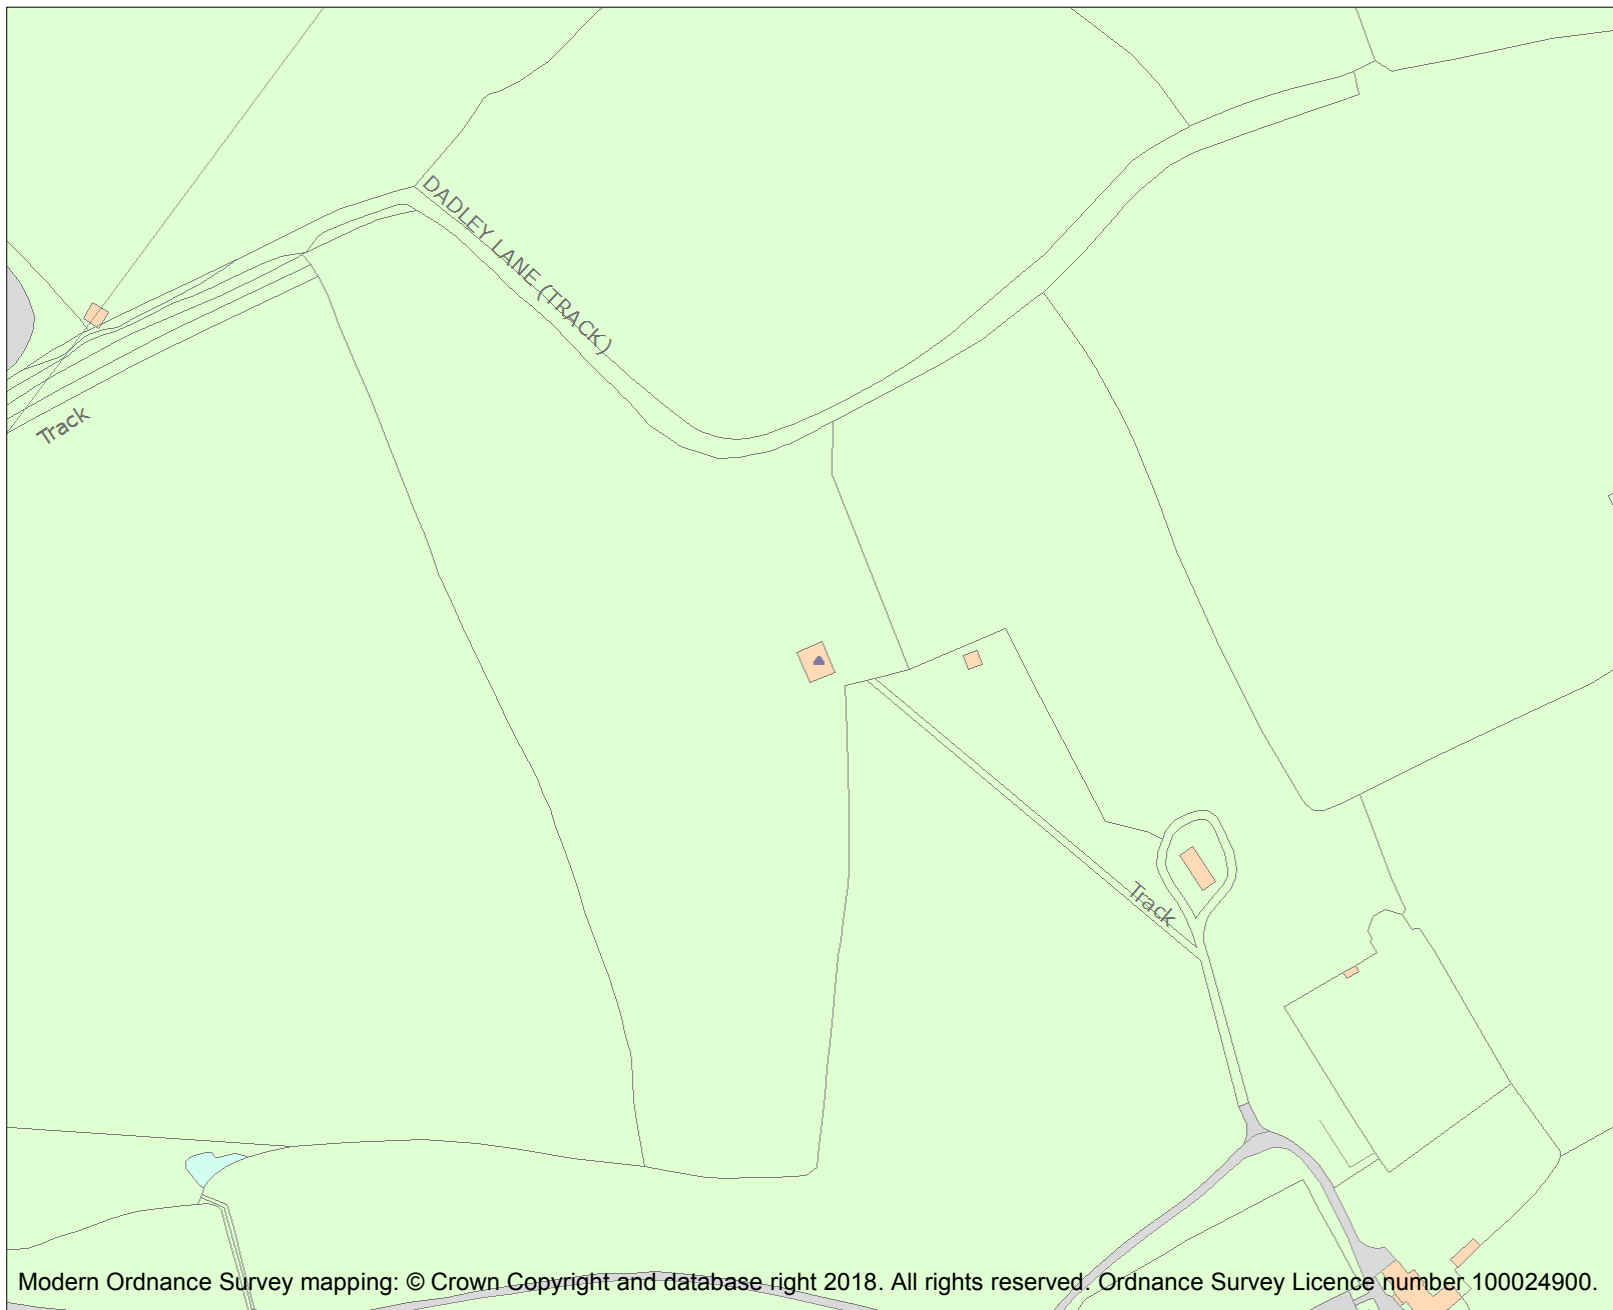 DADLEY LANE (TRACK)
Track
Track
Modern Ordnance Survey mapping: © Crown Copyright and database right 2018. All rights reserved. Ordnance Survey Licence number 100024900.